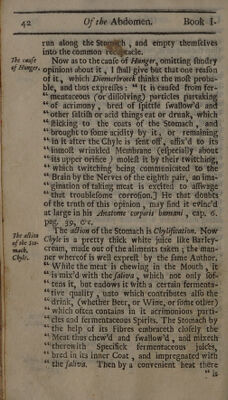 42 Of the Abdomen. Book I.
run along the Stomach, and empty themselves
into the common receptacle.
The cause of Hunger.
Now as to the cause of Hunger, omitting sundry
opinions about it, I shall give but that one reason
of it, which Diemerbroeck thinks the most proba-
ble, and thus expresses: “It is caused from fer-
“mentaceous (or dissolving) particles partaking
“of acrimony, bred of spittle swallow'd and
“other saltish or acid things eat or drunk, which
“sticking to the coats of the Stomach, and
“brought to some acidity by it, or remaining
“in it after the Chyle is sent off, affix'd to its
“inmost wrinkled Membrane (especially about
“its upper orifice) molest it by their twitching,
“which twitching being communicated to the
“Brain by the Nerves of the eighth pair, an ima-
“gination of taking meat is excited to asswage
“that troublesome corrosion.] He that doubts
of the truth of this opinion, may find it evinc'd
at large in his Anatome corporis humani, cap. 6.
pag. 39, &c.
The action of the Stomach, Chyle.
The action of the Stomach is Chylification. Now
Chyle is a pretty thick white juice like Barley-
cream, made out of the aliments taken; the man-
ner whereof is well express'd by the same Author.
“While the meat is chewing in the Mouth, it
“is mix'd with the saliva, which not only sof-
“tens it, but endows it with a certain fermenta-
“tive quality, unto which contributes also the
“drink, (whether Beer, or Wine, or some other)
“which often contains in it acrimonious parti-
“cles and fermentaceous Spirits. The Stomach by
“the help of its Fibres embraceth closely the
“Meat thus chew'd and swallow'd, and mixeth
“therewith Specifick fermentaceous juices,
“bred in its inner Coat, and impregnated with
“the saliva. Then by a convenient heat there
“is